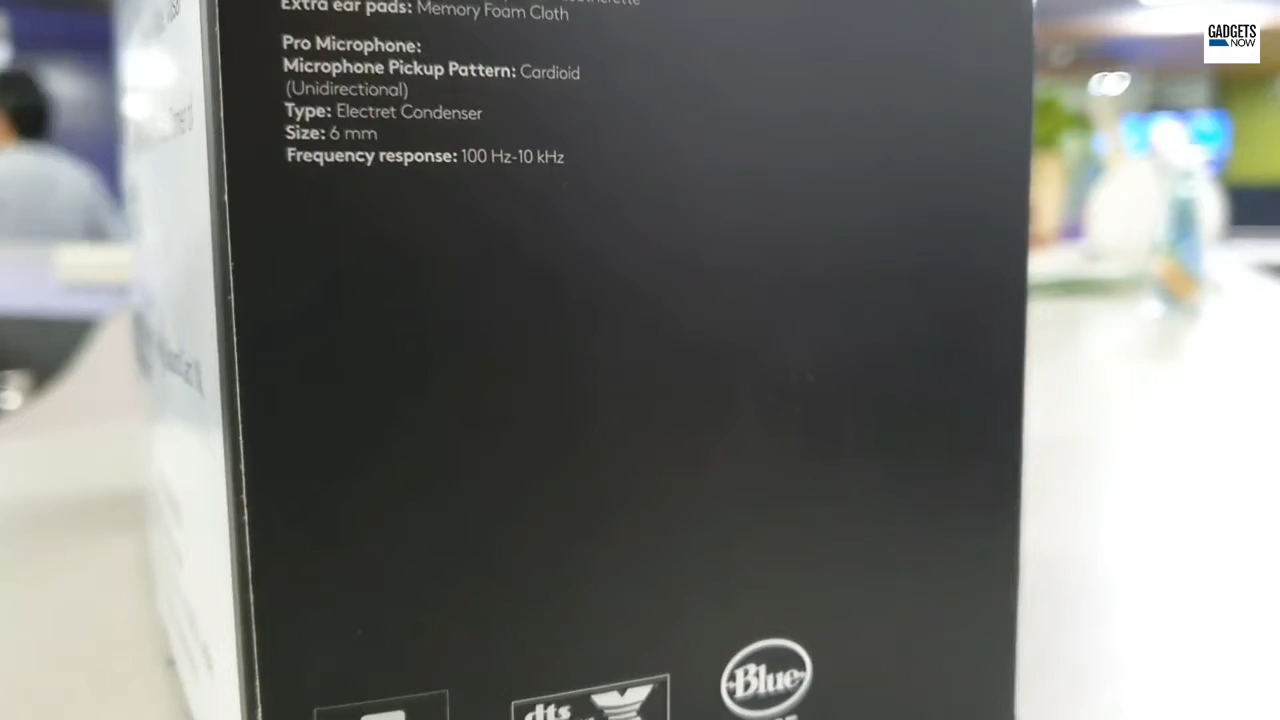 Extra ear pads: Memory Foam Cloth
Pro Microphone:
Microphone Pickup Pattern: Cardioid
(Unidirectional)
Type: Electret Condenser
Size: 6 mm
Frequency response: 100 Hz-10 kHz
GADGETS
NOW
dts
Blue